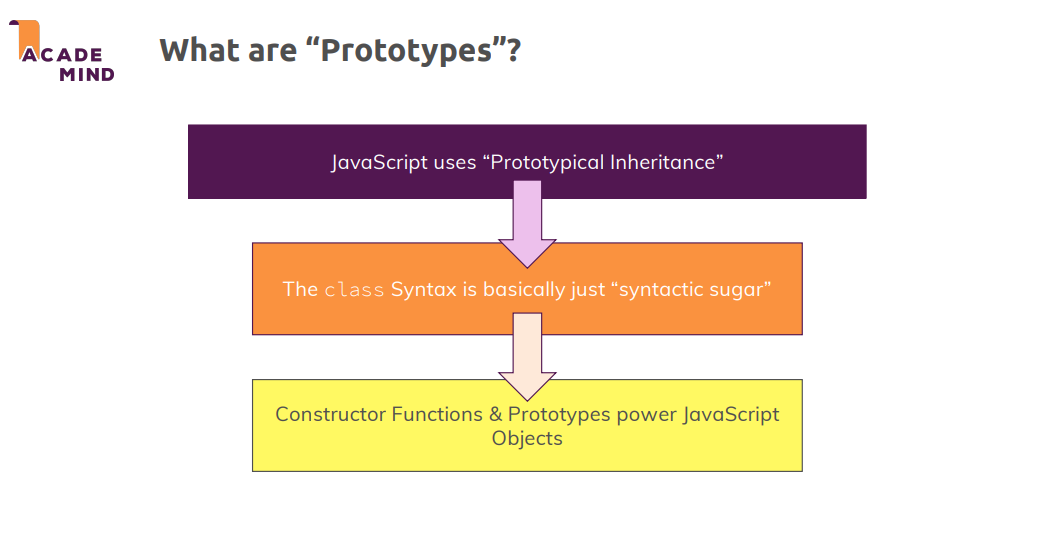 ACADE
MIND
What are “Prototypes”?
JavaScript uses “Prototypical Inheritance”
The class Syntax is basically just “syntactic sugar”
Constructor Functions & Prototypes power JavaScript
Objects